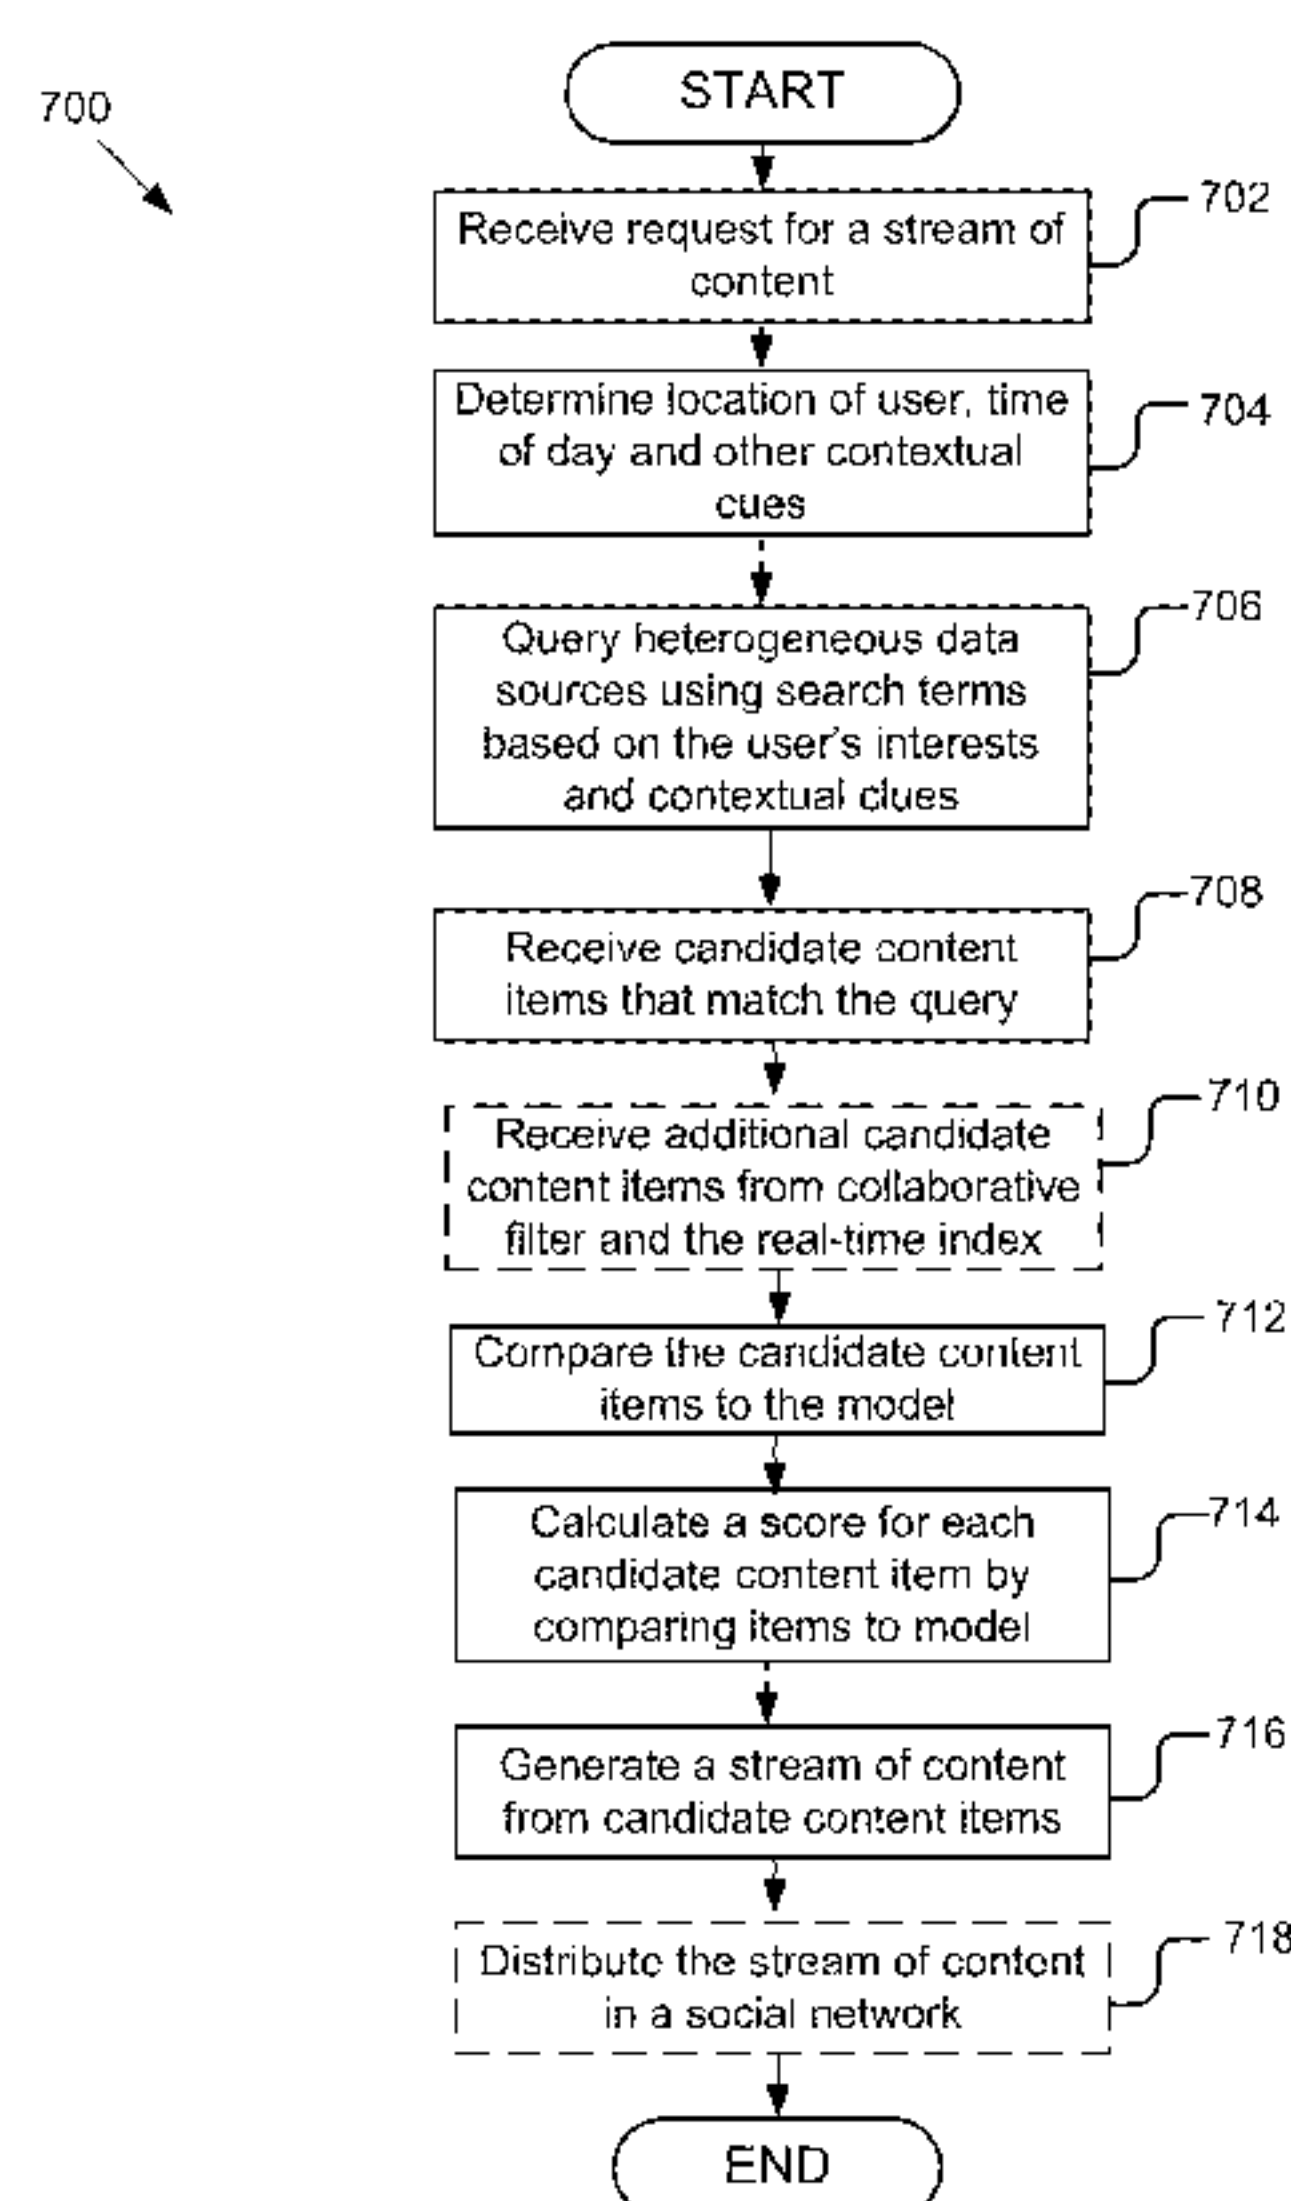 START
700
702
Receive request for a stream of
content
Determine location of user, time
of day and other contextual
cues
704
706
Query heterogeneous data
sources using search terms
based on the user's interests
and contextual clues
708
Receive candidate content
items that match the query
710
Receive additional candidate
content items from collaborative
filter and the real-time index
712
Compare the candidate content
items to the model
714
Calculate a score for each
candidate content item by
comparing items to model
716
Generate a stream of content
from candidate content items
718
Distribute the stream of content
in a social network
END